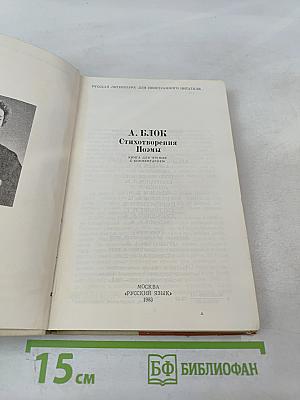 РУССКАЯ ЛИТЕРАТУРА ДЛЯ ИНОСТРАННОГО ЧИТАТЕЛЯ
А. БЛОК
Стихотворения
Поэмы
КНИГА ДЛЯ ЧТЕНИЯ
С КОММЕНТАРИЕМ
МОСКВА
«РУССКИЙ ЯЗЫК»
1983
15 см
БФ БИБЛИОФАН